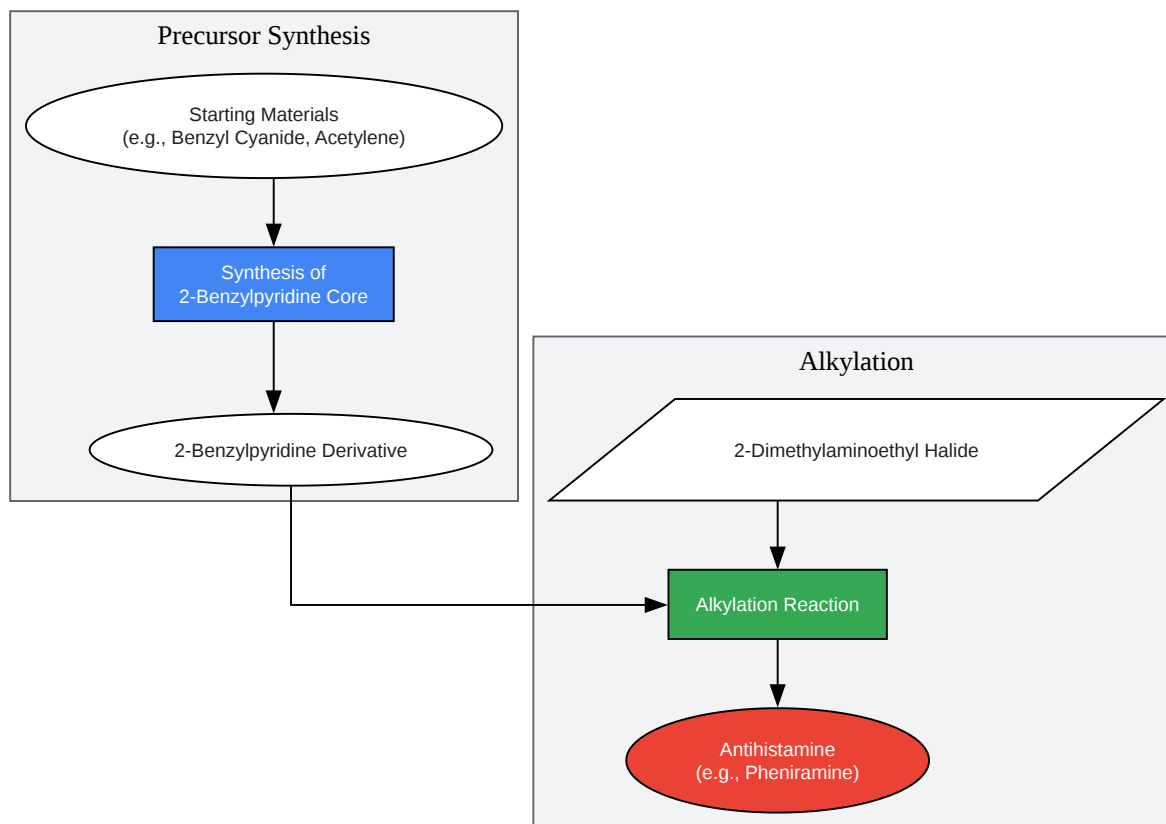 Precursor Synthesis
Starting Materials
(e.g., Benzyl Cyanide, Acetylene)
Synthesis of
2-Benzylpyridine Core
2-Benzylpyridine Derivative
Alkylation
2-Dimethylaminoethyl Halide
Alkylation Reaction
Antihistamine
(e.g., Pheniramine)